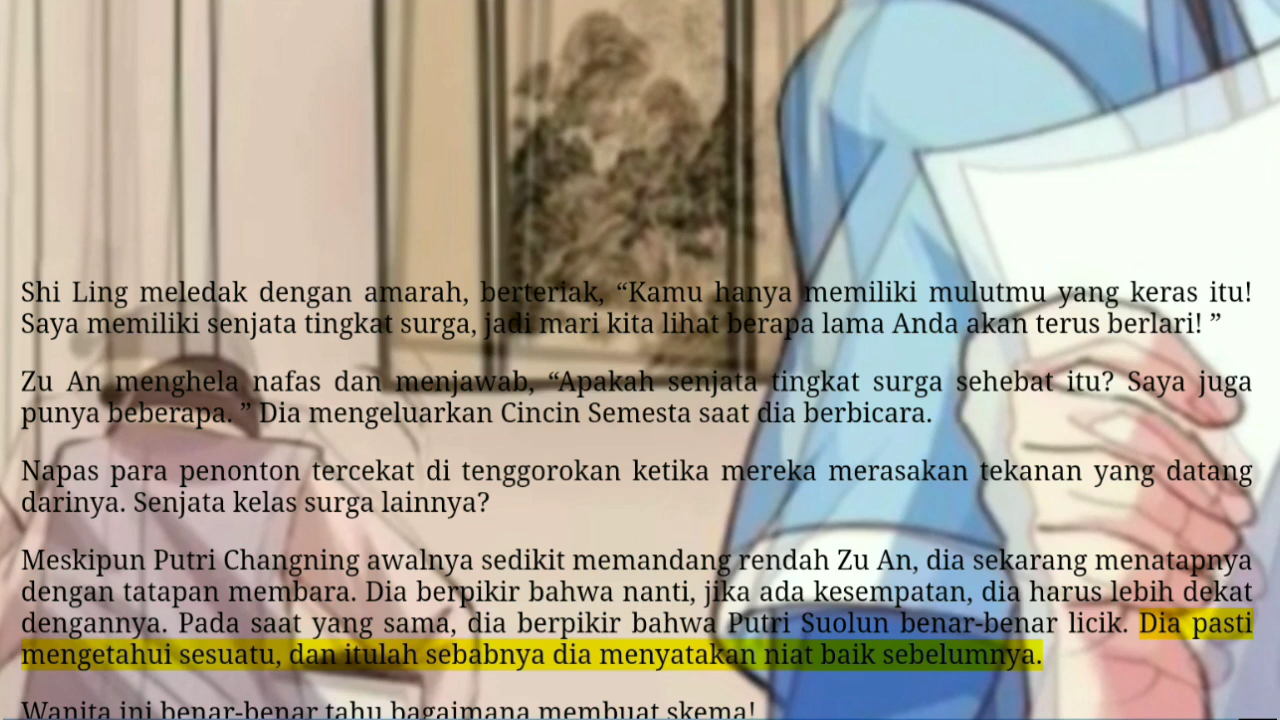 Shi Ling meledak dengan amarah, berteriak, “Kamu hanya memiliki mulutmu yang keras itu!
Saya memiliki senjata tingkat surga, jadi mari kita lihat berapa lama Anda akan terus berlari! ”
Zu An menghela nafas dan menjawab, “Apakah senjata tingkat surga sehebat itu? Saya juga
punya beberapa. ” Dia mengeluarkan Cincin Semesta saat dia berbicara.
Napas para penonton tercekat di tenggorokan ketika mereka merasakan tekanan yang datang
darinya. Senjata kelas surga lainnya?
Meskipun Putri Changning awalnya sedikit memandang rendah Zu An, dia sekarang menatapnya
dengan tatapan membara. Dia berpikir bahwa nanti, jika ada kesempatan, dia harus lebih dekat
dengannya. Pada saat yang sama, dia berpikir bahwa Putri Suolun benar-benar licik. Dia pasti
mengetahui sesuatu, dan itulah sebabnya dia menyatakan niat baik sebelumnya.
Wanita ini benar-benar tahu bagaimana membuat skema!